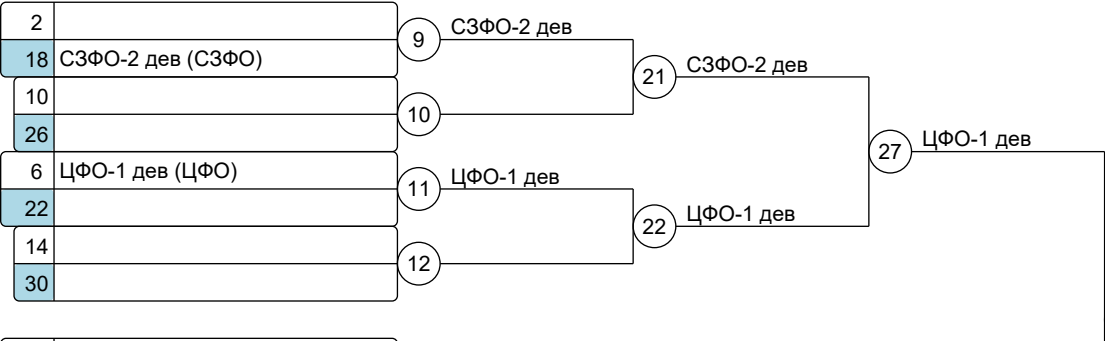 2
9 СЗФО-2 дев
18 СЗФО-2 дев (СЗФО)
21 СЗФО-2 дев
10
10
26
27 ЦФО-1 дев
6 ЦФО-1 дев (ЦФО)
11 ЦФО-1 дев
22
22 ЦФО-1 дев
14
12
30